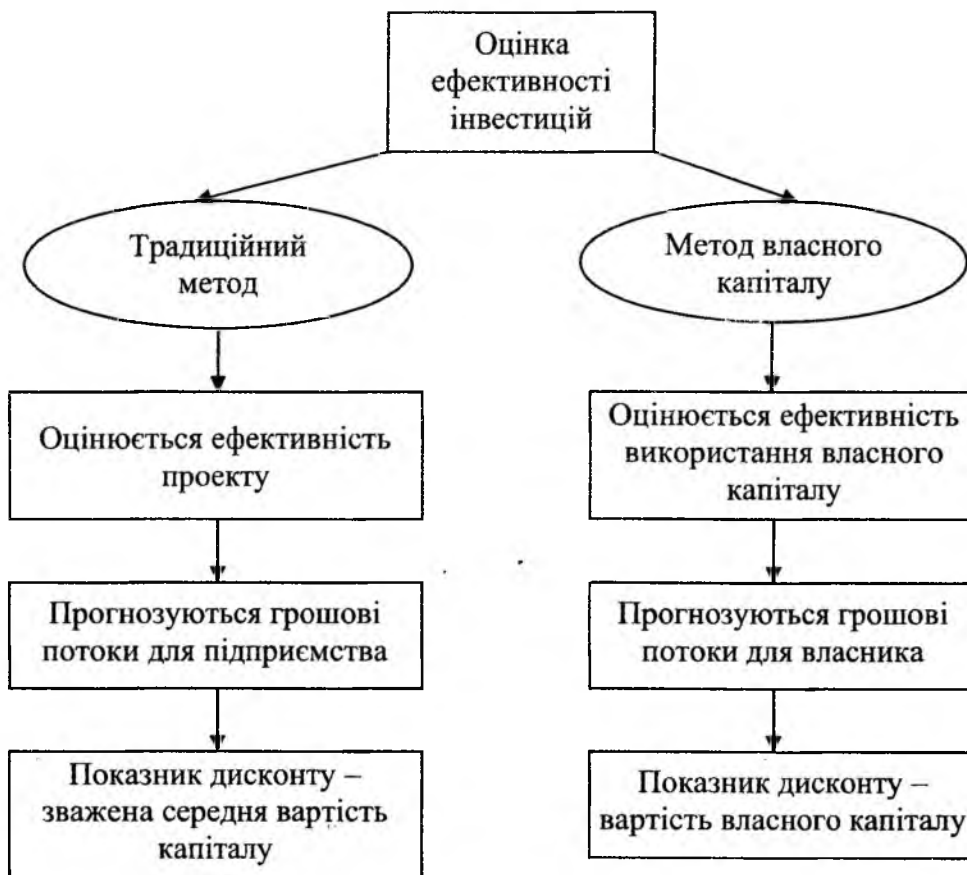 Оцінка
ефективності
інвестицій
Традиційний
метод
Оцінюється ефективність
проекту
Прогнозуються грошові
потоки для підприємства
Показник дисконту –
зважена середня вартість
капіталу
Метод власного
капіталу
Оцінюється ефективність
використання власного
капіталу
Прогнозуються грошові
потоки для власника
Показник дисконту –
вартість власного капіталу